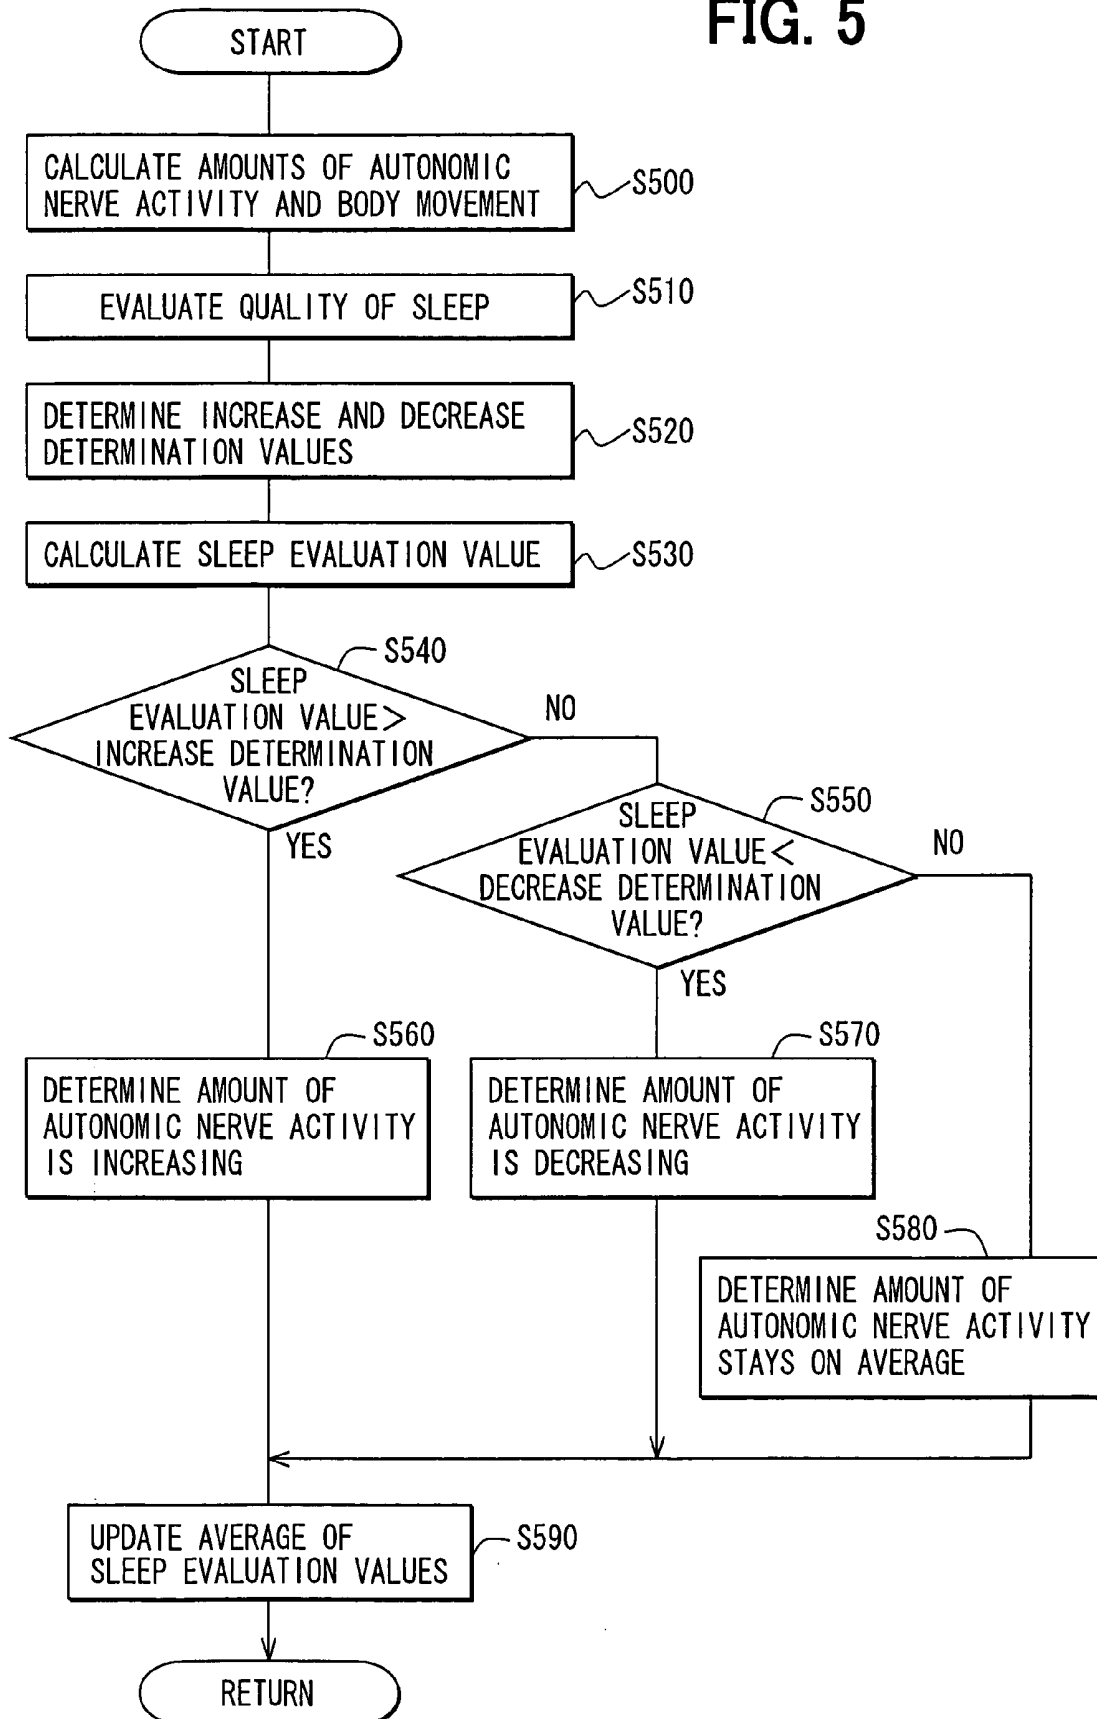 FIG. 5
START
CALCULATE AMOUNTS OF AUTONOMIC
NERVE ACTIVITY AND BODY MOVEMENT
S500
EVALUATE QUALITY OF SLEEP
S510
DETERMINE INCREASE AND DECREASE
DETERMINATION VALUES
S520
CALCULATE SLEEP EVALUATION VALUE
S530
S540
SLEEP
EVALUATION VALUE>
INCREASE DETERMINATION
VALUE?
NO
YES
S550
SLEEP
EVALUATION VALUE<
DECREASE DETERMINATION
VALUE?
NO
YES
S560
DETERMINE AMOUNT OF
AUTONOMIC NERVE ACTIVITY
IS INCREASING
S570
DETERMINE AMOUNT OF
AUTONOMIC NERVE ACTIVITY
IS DECREASING
S580
DETERMINE AMOUNT OF
AUTONOMIC NERVE ACTIVITY
STAYS ON AVERAGE
UPDATE AVERAGE OF
SLEEP EVALUATION VALUES
S590
RETURN